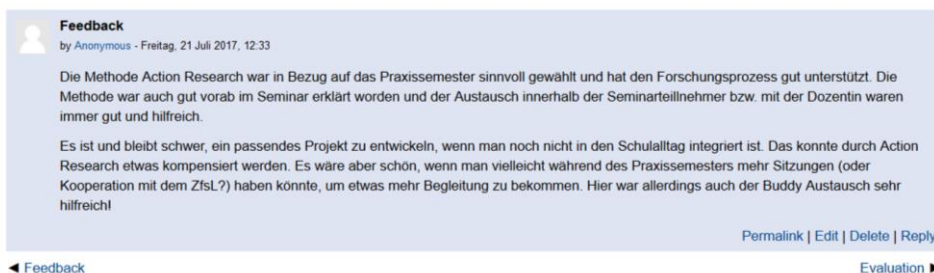 Feedback
by Anonymous - Freitag, 21 Juli 2017, 12:33
Die Methode Action Research war in Bezug auf das Praxissemester sinnvoll gewählt und hat den Forschungsprozess gut unterstützt. Die
Methode war auch gut vorab im Seminar erklärt worden und der Austausch innerhalb der Seminarteillnehmer bzw. mit der Dozentin waren
immer gut und hilfreich.
Es ist und bleibt schwer, ein passendes Projekt zu entwickeln, wenn man noch nicht in den Schulalltag integriert ist. Das konnte durch Action
Research etwas kompensiert werden. Es wäre aber schön, wenn man vielleicht während des Praxissemesters mehr Sitzungen (oder
Kooperation mit dem ZfsL?) haben könnte, um etwas mehr Begleitung zu bekommen. Hier war allerdings auch der Buddy Austausch sehr
hilfreich!
Permalink | Edit | Delete | Reply
◄ Feedback Evaluation ►